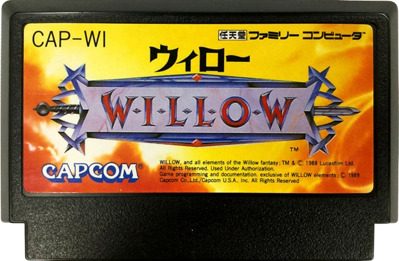 CAP-WI
任天堂 ファミリー コンピュータ
ウィロー
W·I·L·L·O·W
TM
CAPCOM
WILLOW, and all elements of the Willow fantasy; TM & © 1989 Lucasfilm Ltd.
All Rights Reserved. Used Under Authorization.
Game programming and documentation, exclusive of WILLOW elements © 1989
Capcom Co.Ltd./Capcom U.S.A., Inc. All Rights Reserved